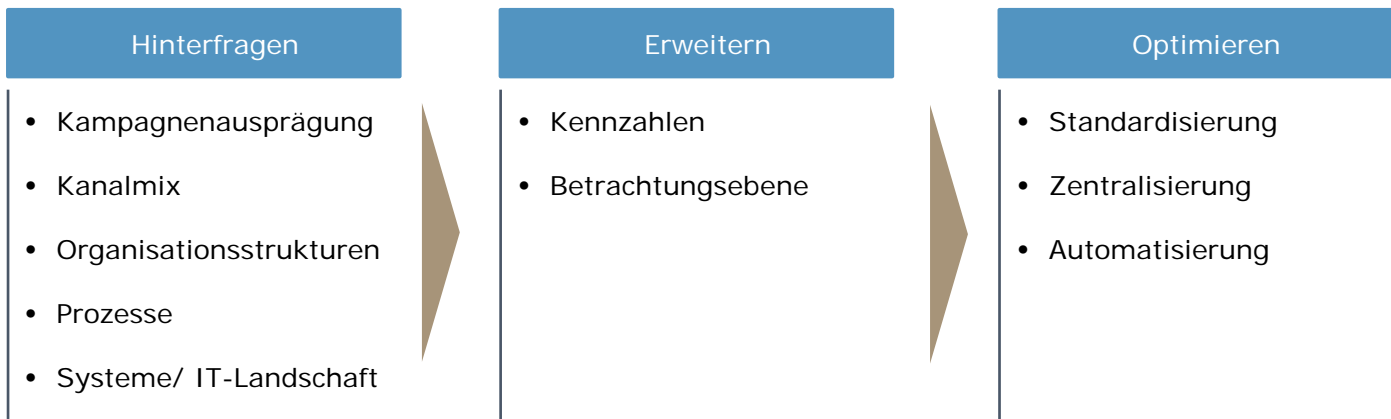 Hinterfragen
• Kampagnenausprägung
• Kanalmix
• Organisationsstrukturen
• Prozesse
• Systeme/ IT-Landschaft
Erweitern
• Kennzahlen
• Betrachtungsebene
Optimieren
• Standardisierung
• Zentralisierung
• Automatisierung